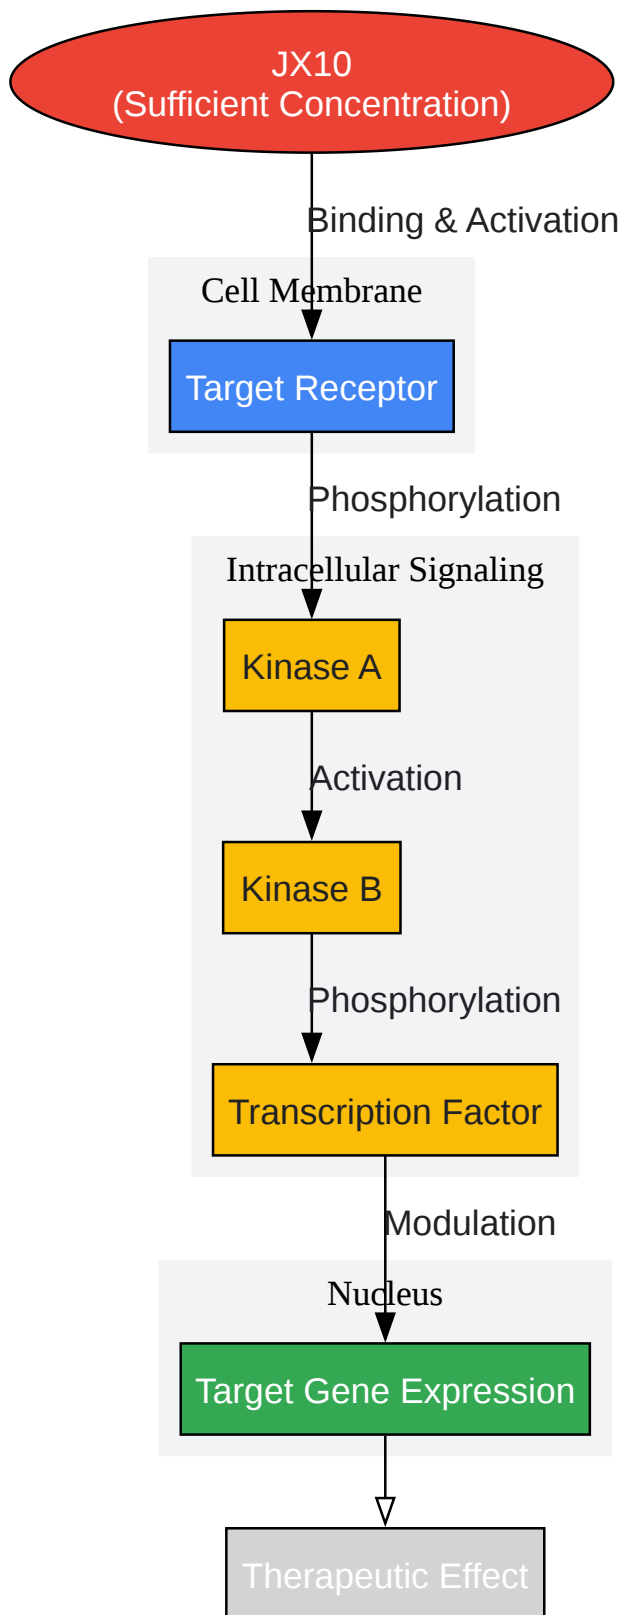 JX10
(Sufficient Concentration)
Binding & Activation
Cell Membrane
Target Receptor
Phosphorylation
Intracellular Signaling
Kinase A
Activation
Kinase B
Phosphorylation
Transcription Factor
Modulation
Nucleus
Target Gene Expression
Therapeutic Effect